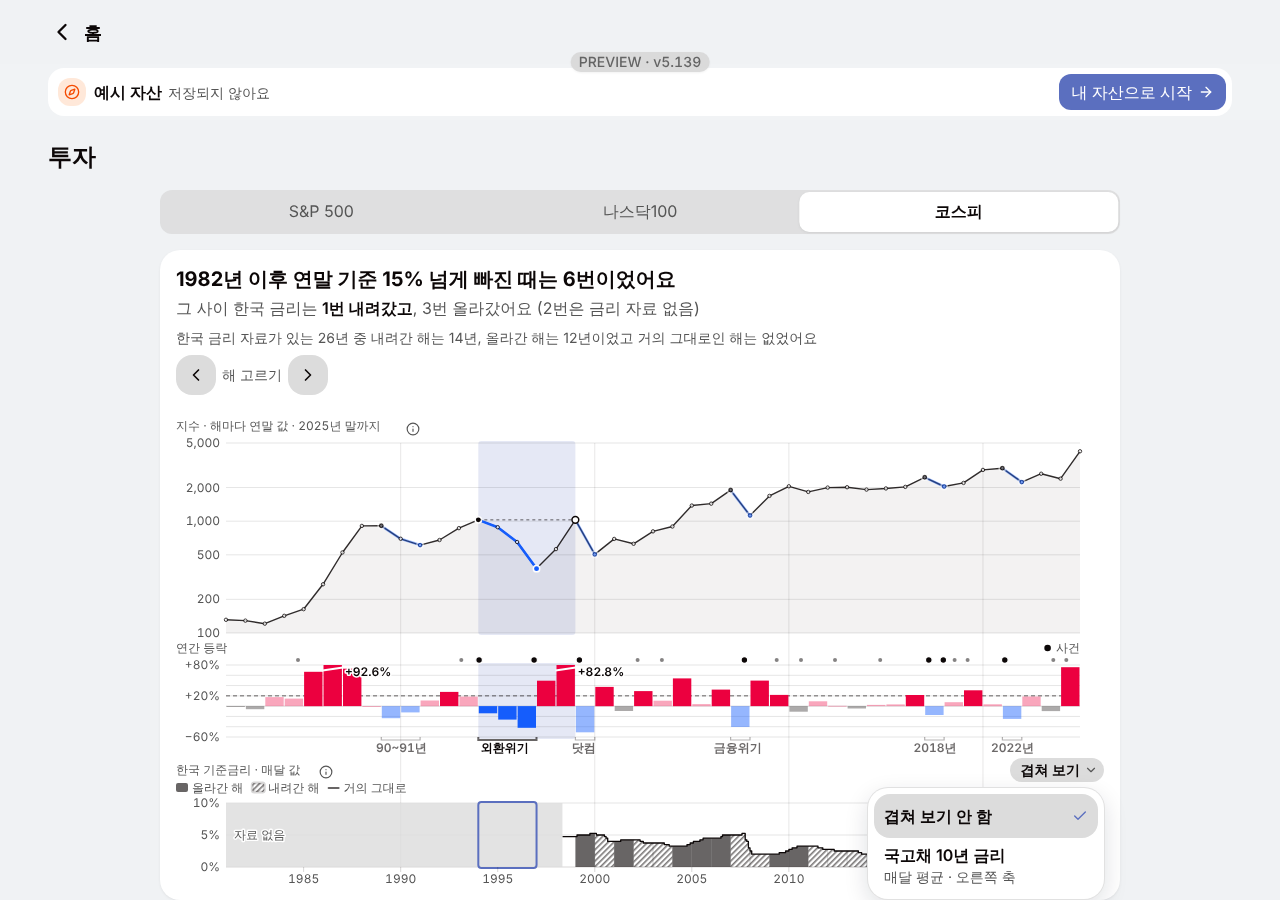 홈
PREVIEW · v5.139
예시 자산 저장되지 않아요
내 자산으로 시작
투자
S&P 500
나스닥100
코스피
1982년 이후 연말 기준 15% 넘게 빠진 때는 6번이었어요
그 사이 한국 금리는 1번 내려갔고, 3번 올라갔어요 (2번은 금리 자료 없음)
한국 금리 자료가 있는 26년 중 내려간 해는 14년, 올라간 해는 12년이었고 거의 그대로인 해는 없었어요
해 고르기
지수 · 해마다 연말 값 · 2025년 말까지
5,000
2,000
1,000
500
200
100
연간 등락
사건
+80%
+92.6%
+82.8%
+20%
−60%
90~91년
외환위기
닷컴
금융위기
2018년
2022년
한국 기준금리 · 매달 값
겹쳐 보기
올라간 해
내려간 해
거의 그대로
10%
자료 없음
5%
0%
1985
1990
1995
2000
2005
2010
겹쳐 보기 안 함
국고채 10년 금리
매달 평균 · 오른쪽 축